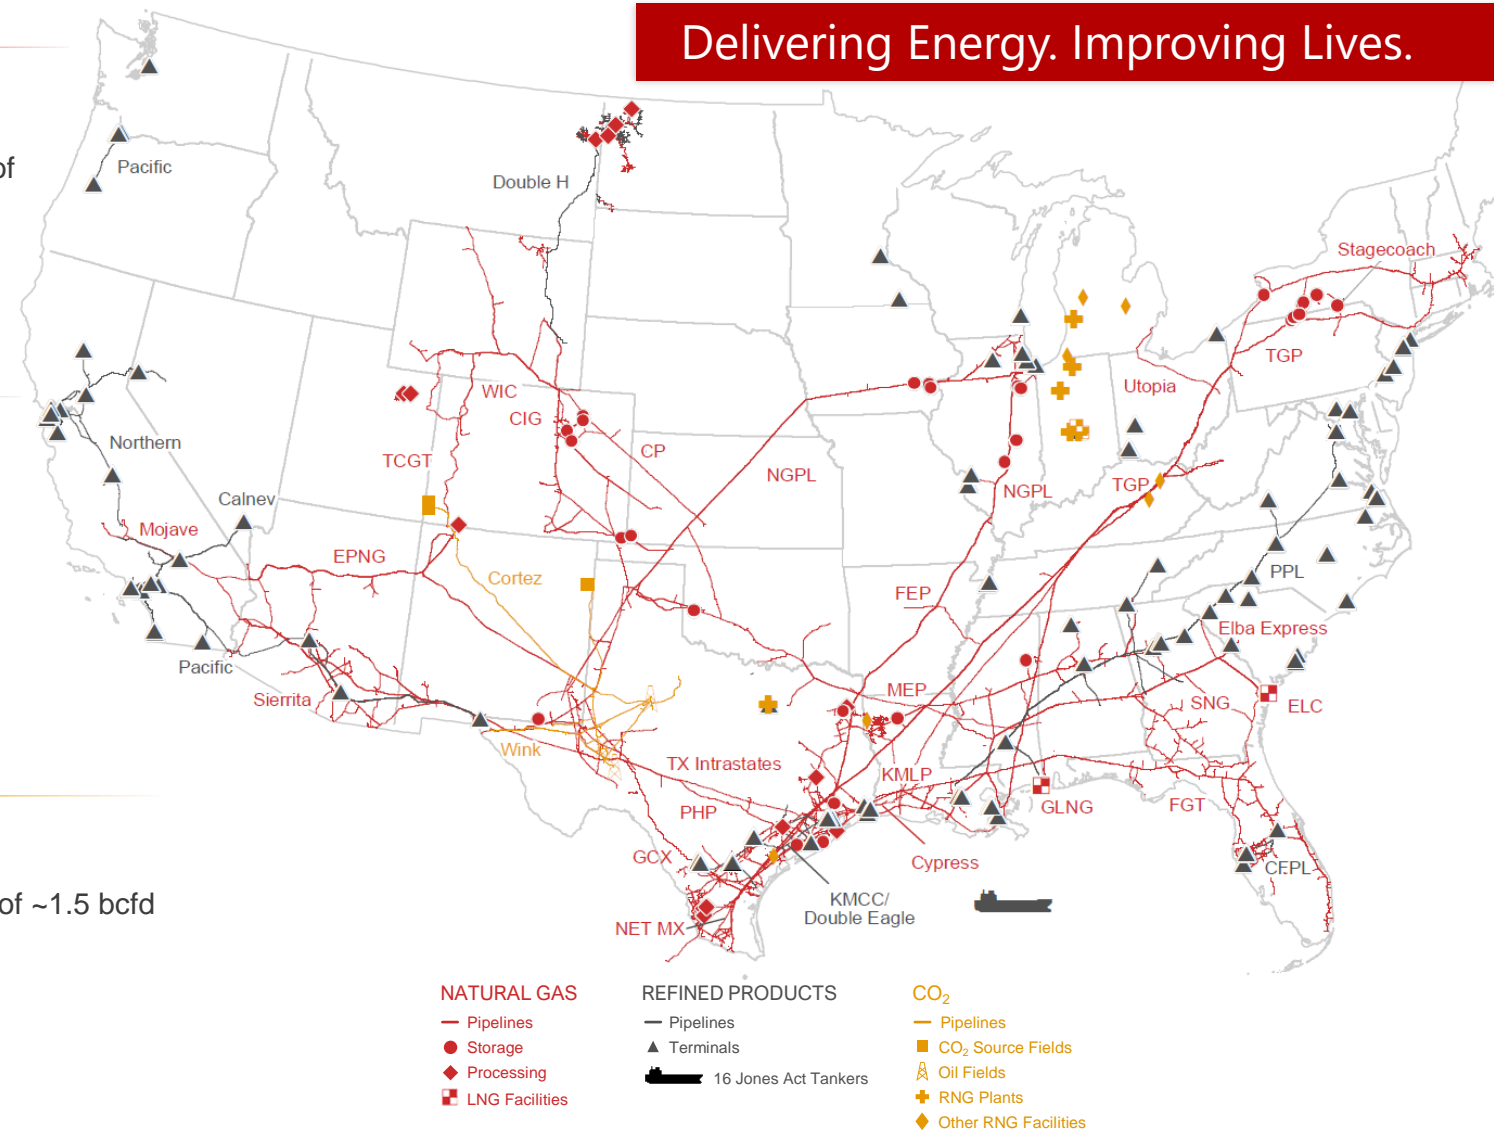 Delivering Energy. Improving Lives.
of
Pacific
Double H
Stagecoach
TGP
Utopia
WIC
CIG
CP
TCGT
NGPL
NGPL
TGP
Northern
Calnev
Mojave
EPNG
Cortez
FEP
PPL
Elba Express
Pacific
Sierrita
MEP
SNG
ELC
Wink
TX Intrastates
KMLP
PHP
GLNG
FGT
GCX
Cypress
CFPL
KMCC/
Double Eagle
of ~1.5 bcfd
NET MX
NATURAL GAS
Pipelines
Storage
Processing
LNG Facilities
REFINED PRODUCTS
Pipelines
Terminals
16 Jones Act Tankers
CO₂
Pipelines
CO₂ Source Fields
Oil Fields
RNG Plants
Other RNG Facilities